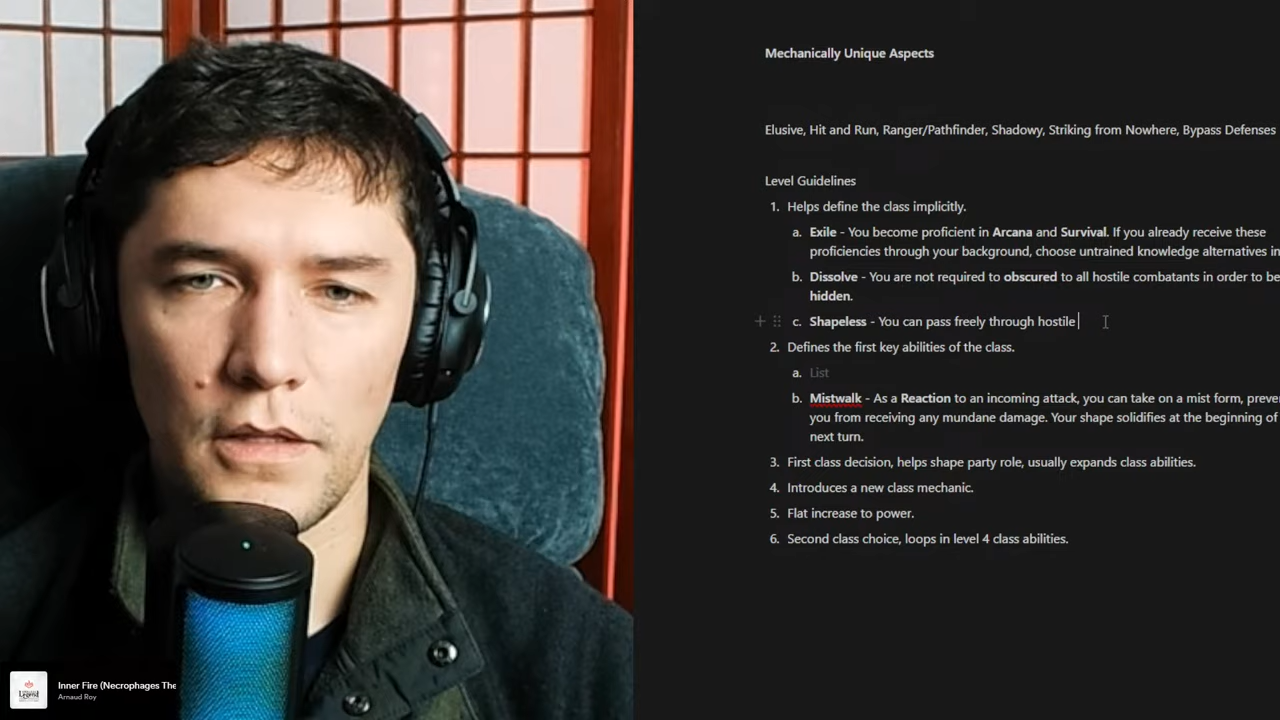 Mechanically Unique Aspects
Elusive, Hit and Run, Ranger/Pathfinder, Shadowy, Striking from Nowhere, Bypass Defenses
Level Guidelines
1. Helps define the class implicitly.
a. Exile - You become proficient in Arcana and Survival. If you already receive these
proficiencies through your background, choose untrained knowledge alternatives in
b. Dissolve - You are not required to obscured to all hostile combatants in order to be
hidden.
c. Shapeless - You can pass freely through hostile
2. Defines the first key abilities of the class.
a. List
b. Mistwalk - As a Reaction to an incoming attack, you can take on a mist form, preve
you from receiving any mundane damage. Your shape solidifies at the beginning of
next turn.
3. First class decision, helps shape party role, usually expands class abilities.
4. Introduces a new class mechanic.
5. Flat increase to power.
6. Second class choice, loops in level 4 class abilities.
Legend
Inner Fire (Necrophages The
Arnaud Roy